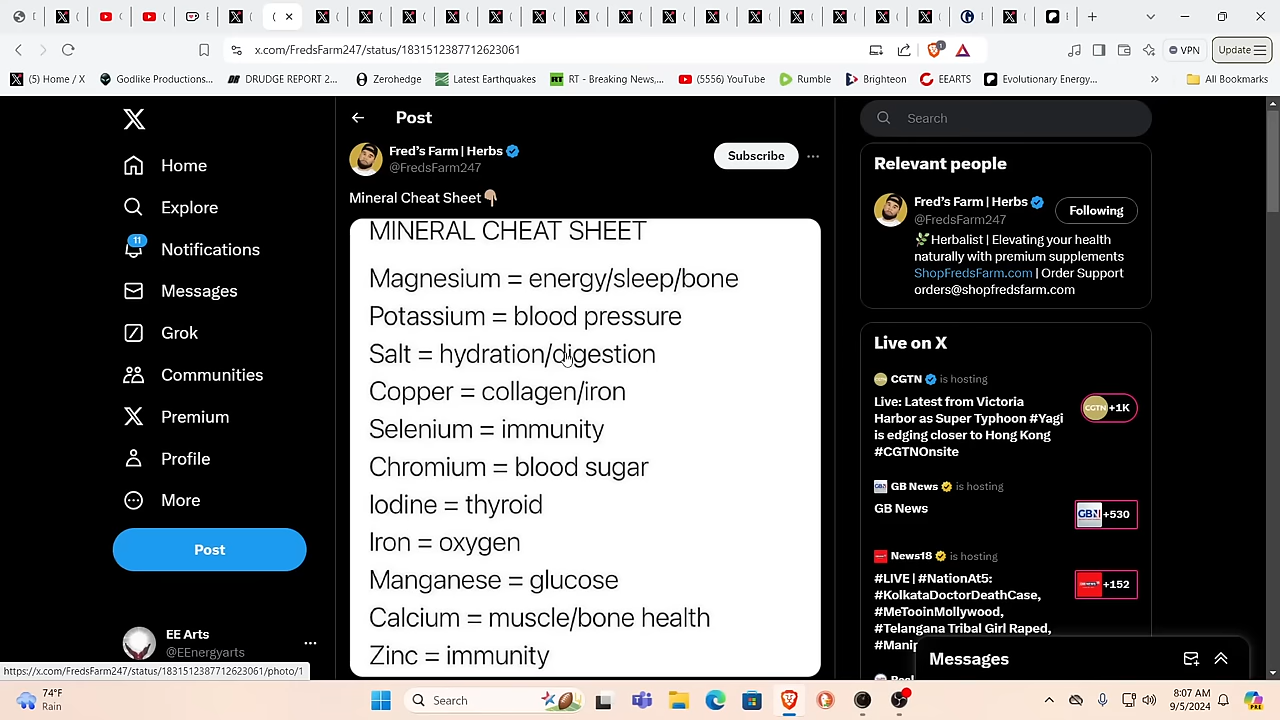 x.com/FredsFarm247/status/1831512387712623061
VPN
Update
(5) Home / X
Godlike Productions...
DRUDGE REPORT 2...
Zerohedge
Latest Earthquakes
RT - Breaking News,...
(5556) YouTube
Rumble
Brighteon
EEARTS
Evolutionary Energy...
All Bookmarks
Home
Explore
11
Notifications
Messages
Grok
Communities
Premium
Profile
More
Post
EE Arts
@EEnergyarts
Post
Fred's Farm | Herbs
@FredsFarm247
Subscribe
Mineral Cheat Sheet
MINERAL CHEAT SHEET
Magnesium = energy/sleep/bone
Potassium = blood pressure
Salt = hydration/digestion
Copper = collagen/iron
Selenium = immunity
Chromium = blood sugar
Iodine = thyroid
Iron = oxygen
Manganese = glucose
Calcium = muscle/bone health
Zinc = immunity
Search
Relevant people
Fred's Farm | Herbs
@FredsFarm247
Following
Herbalist | Elevating your health
naturally with premium supplements
ShopFredsFarm.com | Order Support
orders@shopfredsfarm.com
Live on X
CGTN is hosting
Live: Latest from Victoria
Harbor as Super Typhoon #Yagi
is edging closer to Hong Kong
#CGTNOnsite
CGTN +1K
GB News is hosting
GB News
GBN +530
News18 is hosting
#LIVE | #NationAt5:
#KolkataDoctorDeathCase,
#MeTooinMollywood,
#Telangana Tribal Girl Raped,
+152
Messages
https://x.com/FredsFarm247/status/1831512387712623061/photo/1
74°F
Rain
Search
8:07 AM
9/5/2024